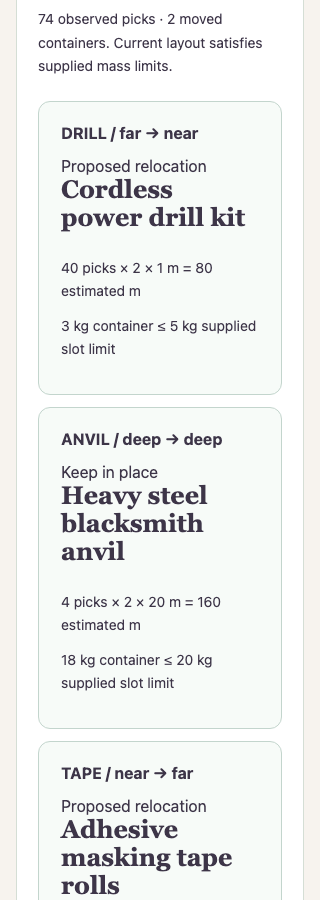 74 observed picks · 2 moved
containers. Current layout satisfies
supplied mass limits.
DRILL / far → near
Proposed relocation
Cordless
power drill kit
40 picks × 2 × 1 m = 80
estimated m
3 kg container ≤ 5 kg supplied
slot limit
ANVIL / deep → deep
Keep in place
Heavy steel
blacksmith
anvil
4 picks × 2 × 20 m = 160
estimated m
18 kg container ≤ 20 kg
supplied slot limit
TAPE / near → far
Proposed relocation
Adhesive
masking tape
rolls